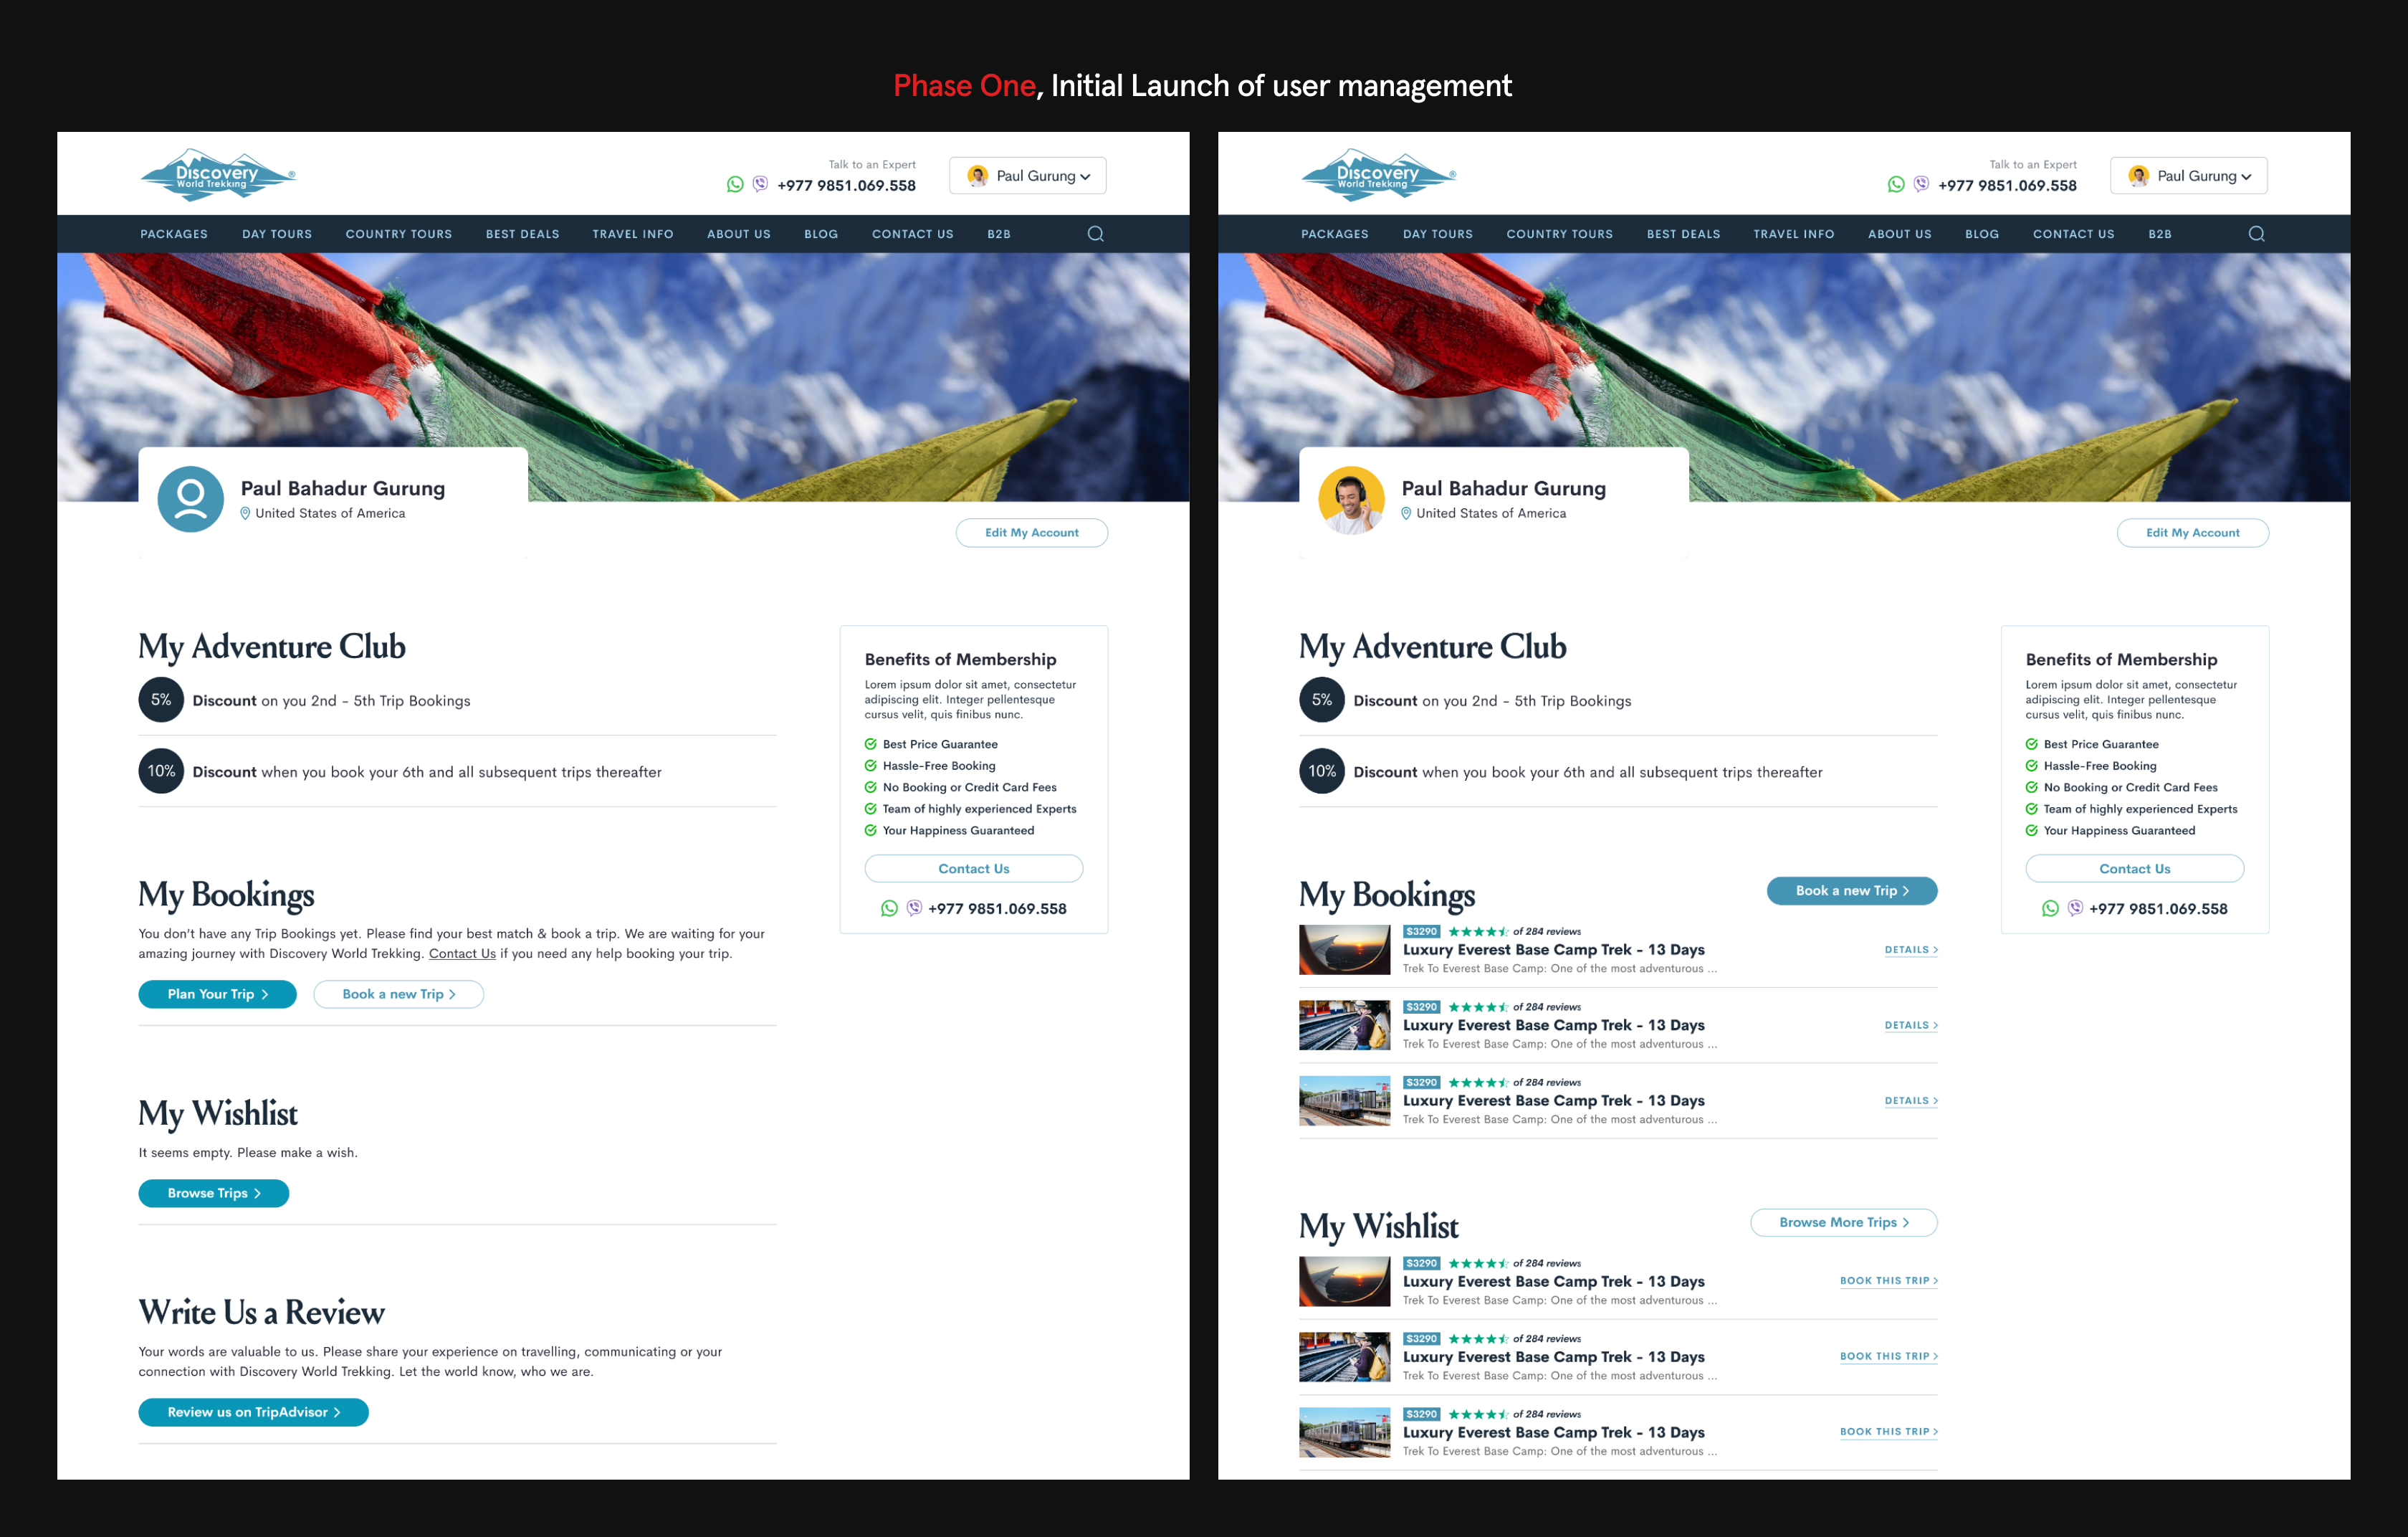 Phase One, Initial Launch of user management
Discovery
World Trekking
®
Talk to an Expert
+977 9851.069.558
Paul Gurung
PACKAGES DAY TOURS COUNTRY TOURS BEST DEALS TRAVEL INFO ABOUT US BLOG CONTACT US B2B
Paul Bahadur Gurung
United States of America
Edit My Account
My Adventure Club
5% Discount on you 2nd - 5th Trip Bookings
10% Discount when you book your 6th and all subsequent trips thereafter
Benefits of Membership
Lorem ipsum dolor sit amet, consectetur
adipiscing elit. Integer pellentesque
cursus velit, quis finibus nunc.
Best Price Guarantee
Hassle-Free Booking
No Booking or Credit Card Fees
Team of highly experienced Experts
Your Happiness Guaranteed
Contact Us
+977 9851.069.558
My Bookings
You don’t have any Trip Bookings yet. Please find your best match & book a trip. We are waiting for your
amazing journey with Discovery World Trekking. Contact Us if you need any help booking your trip.
Plan Your Trip Book a new Trip
My Wishlist
It seems empty. Please make a wish.
Browse Trips
Write Us a Review
Your words are valuable to us. Please share your experience on travelling, communicating or your
connection with Discovery World Trekking. Let the world know, who we are.
Review us on TripAdvisor
Discovery
World Trekking
®
Talk to an Expert
+977 9851.069.558
Paul Gurung
PACKAGES DAY TOURS COUNTRY TOURS BEST DEALS TRAVEL INFO ABOUT US BLOG CONTACT US B2B
Paul Bahadur Gurung
United States of America
Edit My Account
My Adventure Club
5% Discount on you 2nd - 5th Trip Bookings
10% Discount when you book your 6th and all subsequent trips thereafter
Benefits of Membership
Lorem ipsum dolor sit amet, consectetur
adipiscing elit. Integer pellentesque
cursus velit, quis finibus nunc.
Best Price Guarantee
Hassle-Free Booking
No Booking or Credit Card Fees
Team of highly experienced Experts
Your Happiness Guaranteed
Contact Us
+977 9851.069.558
My Bookings
Book a new Trip
$3290 of 284 reviews
Luxury Everest Base Camp Trek - 13 Days
Trek To Everest Base Camp: One of the most adventurous ...
DETAILS
$3290 of 284 reviews
Luxury Everest Base Camp Trek - 13 Days
Trek To Everest Base Camp: One of the most adventurous ...
DETAILS
$3290 of 284 reviews
Luxury Everest Base Camp Trek - 13 Days
Trek To Everest Base Camp: One of the most adventurous ...
DETAILS
My Wishlist
Browse More Trips
$3290 of 284 reviews
Luxury Everest Base Camp Trek - 13 Days
Trek To Everest Base Camp: One of the most adventurous ...
BOOK THIS TRIP
$3290 of 284 reviews
Luxury Everest Base Camp Trek - 13 Days
Trek To Everest Base Camp: One of the most adventurous ...
BOOK THIS TRIP
$3290 of 284 reviews
Luxury Everest Base Camp Trek - 13 Days
Trek To Everest Base Camp: One of the most adventurous ...
BOOK THIS TRIP